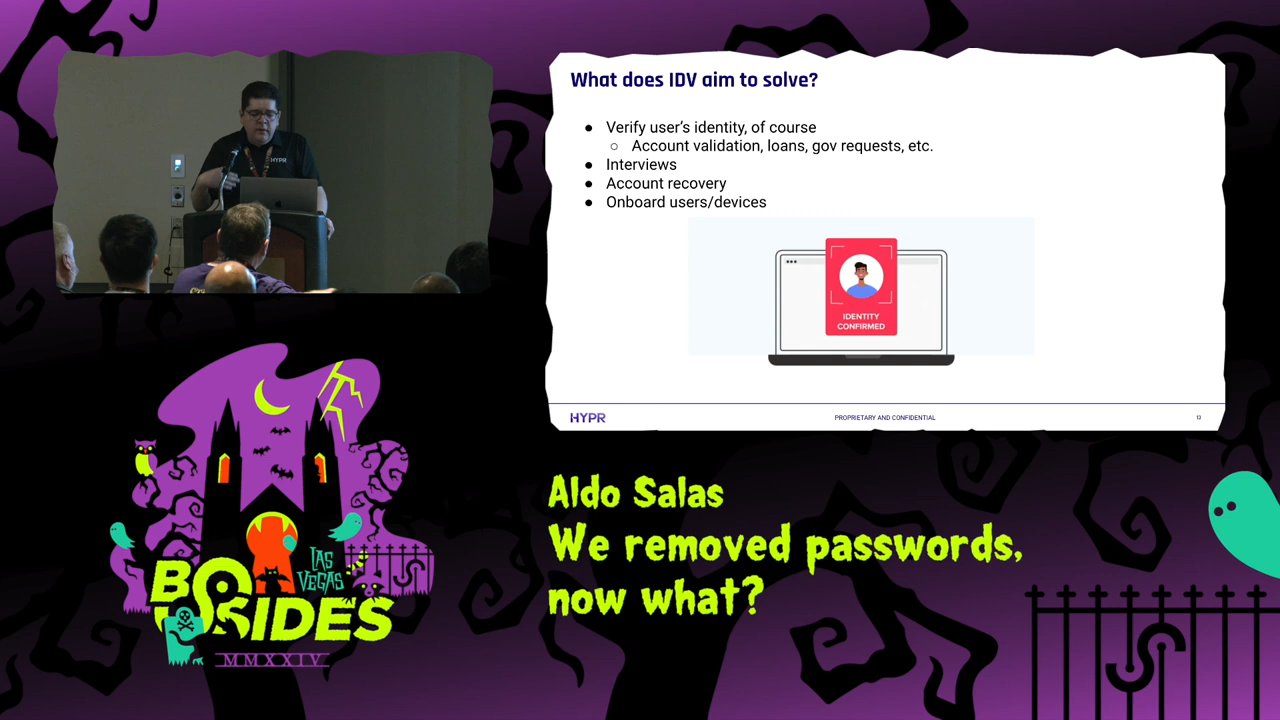 HYPR
What does IDV aim to solve?
● Verify user's identity, of course
○ Account validation, loans, gov requests, etc.
● Interviews
● Account recovery
● Onboard users/devices
IDENTITY
CONFIRMED
HYPR
PROPRIETARY AND CONFIDENTIAL
13
LAS
VEGAS
BSIDES
MMXXIV
Aldo Salas
We removed passwords,
now what?